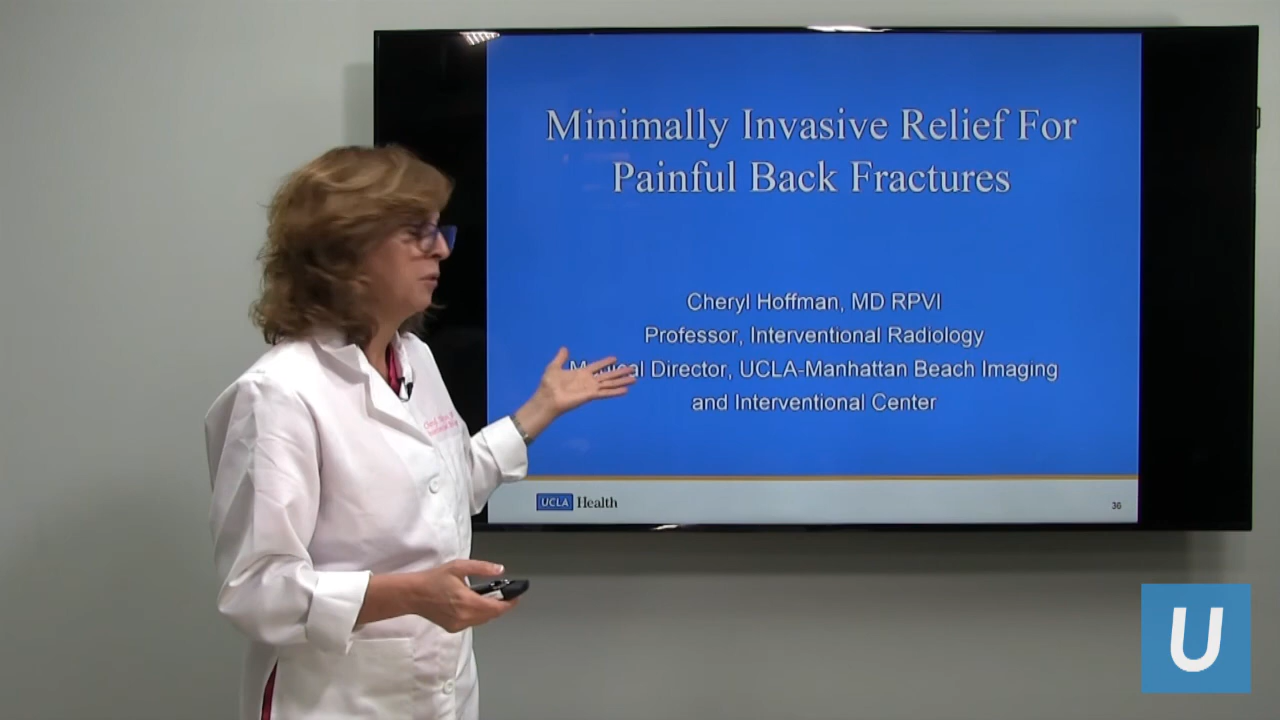 Minimally Invasive Relief For
Painful Back Fractures
Cheryl Hoffman, MD RPVI
Professor, Interventional Radiology
Director, UCLA-Manhattan Beach Imaging
and Interventional Center
UCLA Health
36
U